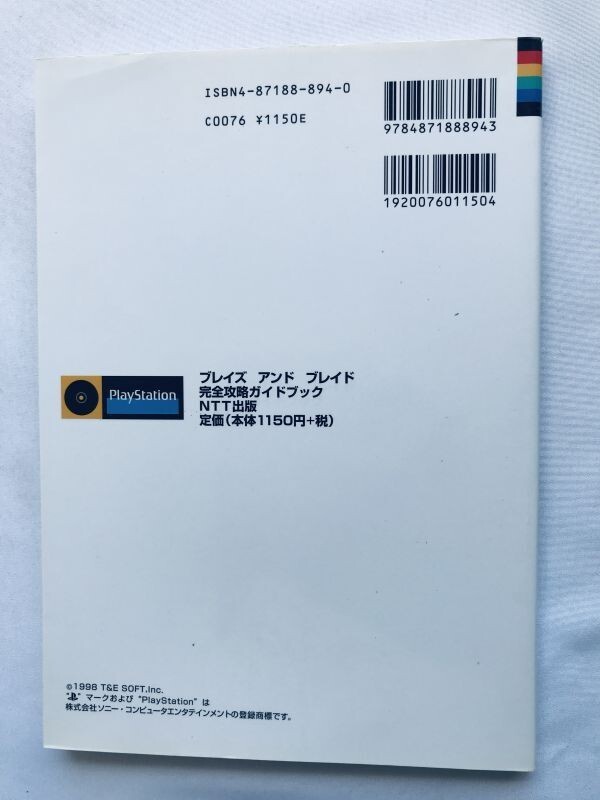 ISBN4-87188-894-0
C0076 ¥1150E
9784871888943
1920076011504
PlayStation
ブレイズ アンド ブレイド
完全攻略ガイドブック
NTT出版
定価(本体1150円+税)
©1998 T&E SOFT.Inc.
"PS" マークおよび "PlayStation" は
株式会社ソニー・コンピュータエンタテインメントの登録商標です。